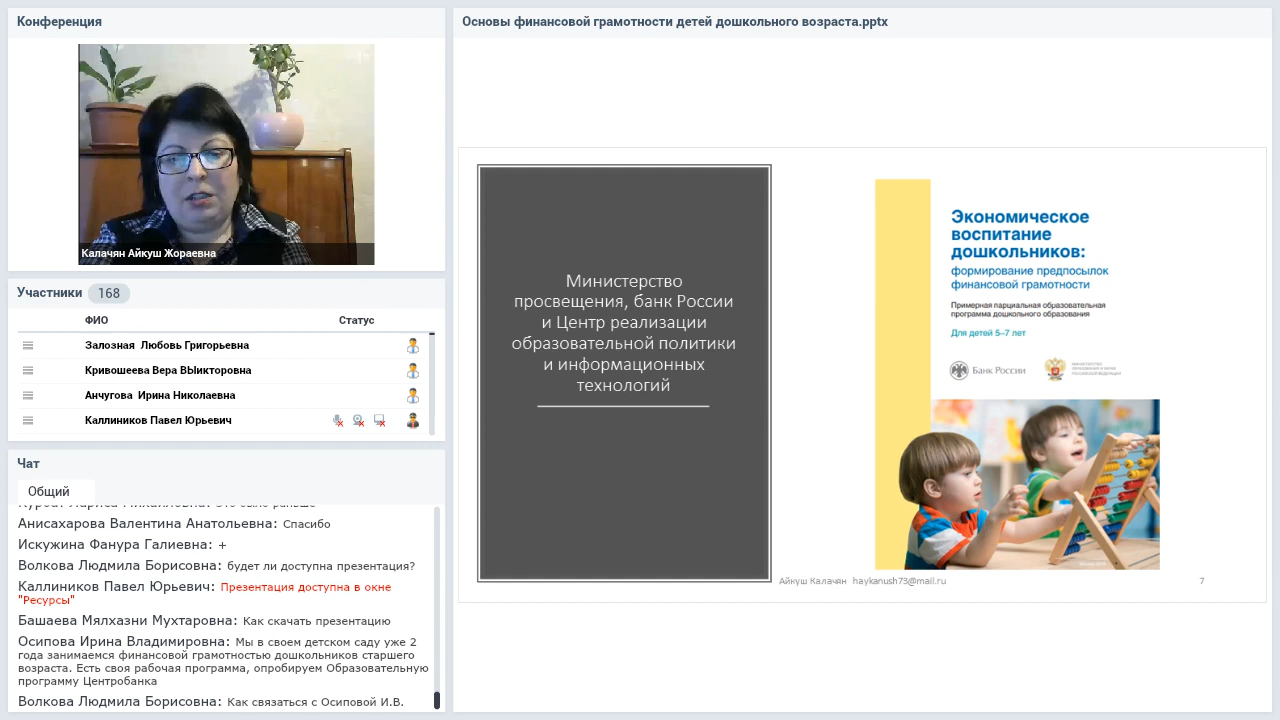 Конференция
Калачян Айкуш Жораевна
Участники 168
ФИО Статус
Залозная Любовь Григорьевна
Кривошеева Вера ВЫикторовна
Анчугова Ирина Николаевна
Каллиников Павел Юрьевич
Чат
Общий
Анисахарова Валентина Анатольевна: Спасибо
Искужина Фанура Галиевна: +
Волкова Людмила Борисовна: будет ли доступна презентация?
Каллиников Павел Юрьевич: Презентация доступна в окне
"Ресурсы"
Башаева Мялхазни Мухтаровна: Как скачать презентацию
Осипова Ирина Владимировна: Мы в своем детском саду уже 2
года занимаемся финансовой грамотностью дошкольников старшего
возраста. Есть своя рабочая программа, опробируем Образовательную
программу Центробанка
Волкова Людмила Борисовна: Как связаться с Осиповой И.В.
Основы финансовой грамотности детей дошкольного возраста.pptx
Министерство
просвещения, банк России
и Центр реализации
образовательной политики
и информационных
технологий
Экономическое
воспитание
дошкольников:
формирование предпосылок
финансовой грамотности
Примерная парциальная образовательная
программа дошкольного образования
Для детей 5–7 лет
Банк России
МИНИСТЕРСТВО
ОБРАЗОВАНИЯ И НАУКИ
РОССИЙСКОЙ ФЕДЕРАЦИИ
Айкуш Калачян haykanush73@mail.ru
7